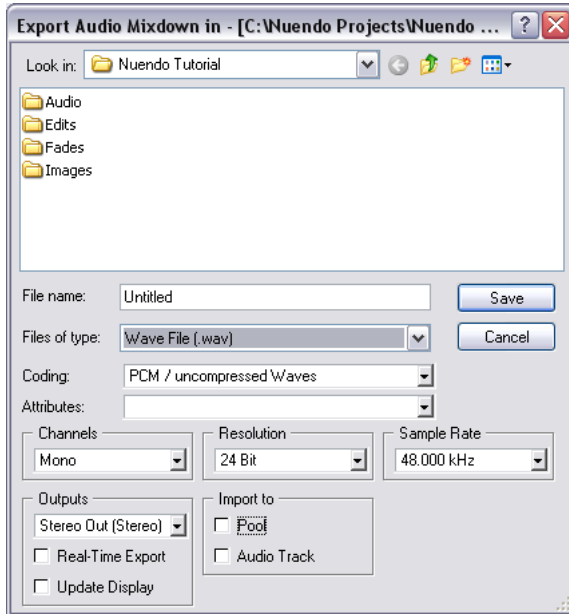 Export Audio Mixdown in - [C:\Nuendo Projects\Nuendo ...
Look in: Nuendo Tutorial
Audio
Edits
Fades
Images
File name: Untitled Save
Files of type: Wave File (.wav) Cancel
Coding: PCM / uncompressed Waves
Attributes:
Channels Resolution Sample Rate
Mono 24 Bit 48.000 kHz
Outputs Import to
Stereo Out (Stereo) Pool
Real-Time Export Audio Track
Update Display